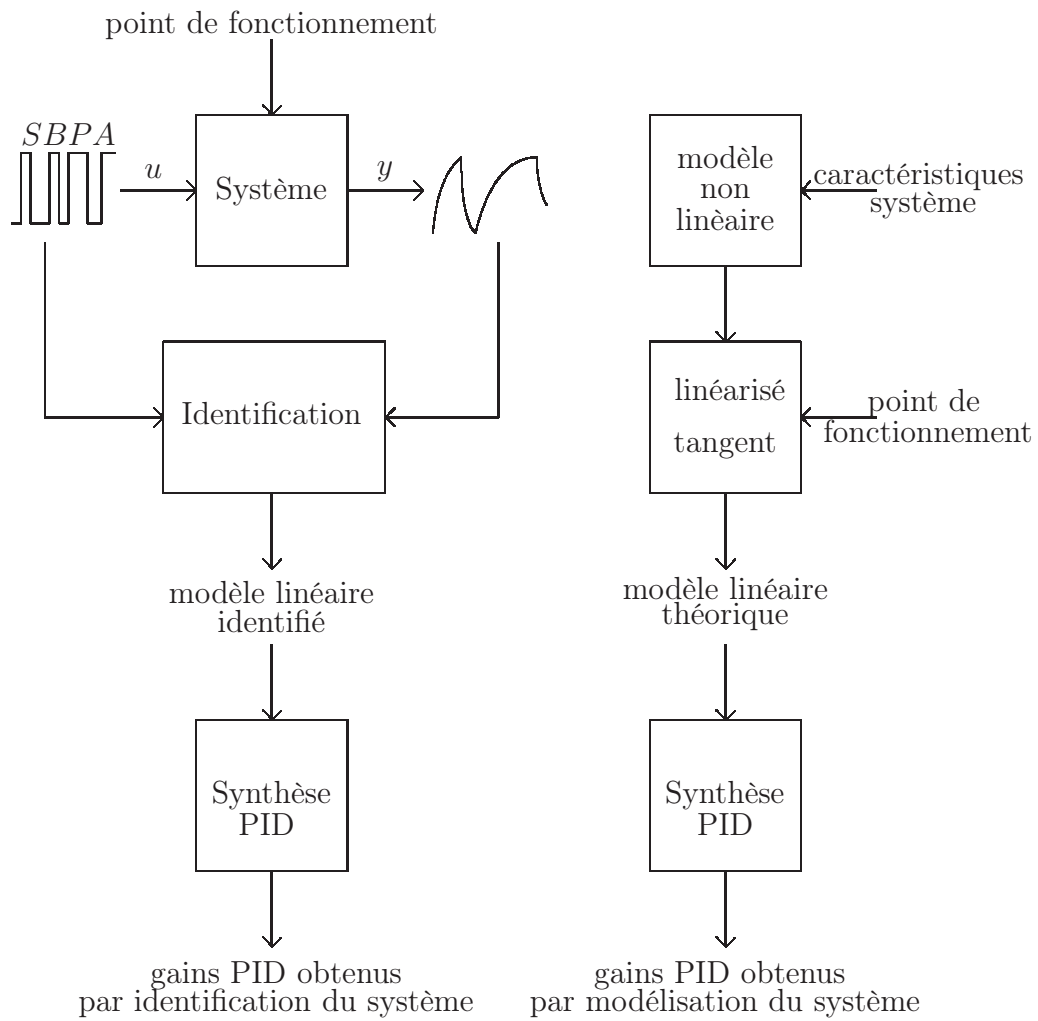 point de fonctionnement
SBPA
u
Système
y
Identification
modèle linéaire
identifié
Synthèse
PID
gains PID obtenus
par identification du système
modèle
non
linèaire
caractéristiques
système
linéarisé
tangent
point de
fonctionnement
modèle linéaire
théorique
Synthèse
PID
gains PID obtenus
par modélisation du système